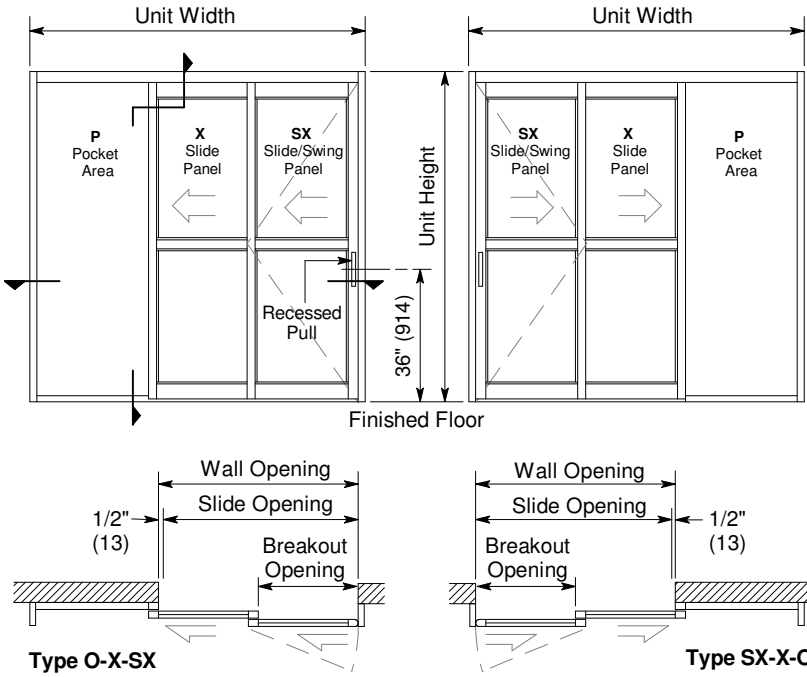 Unit Width
Unit Width
P
Pocket
Area
X
Slide
Panel
SX
Slide/Swing
Panel
Recessed
Pull
Unit Height
36" (914)
SX
Slide/Swing
Panel
X
Slide
Panel
P
Pocket
Area
Finished Floor
Wall Opening
Slide Opening
1/2"
(13)
Breakout
Opening
Type O-X-SX
Wall Opening
Slide Opening
1/2"
(13)
Breakout
Opening
Type SX-X-O